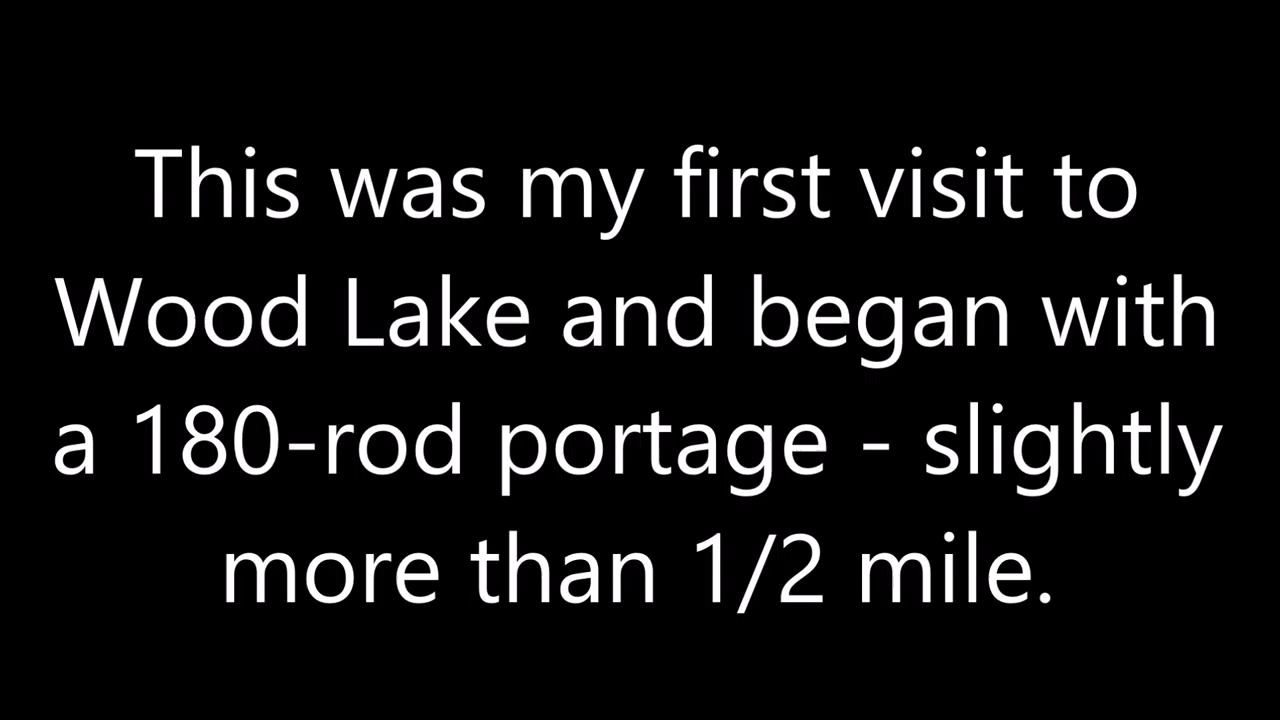 This was my first visit to
Wood Lake and began with
a 180-rod portage - slightly
more than 1/2 mile.